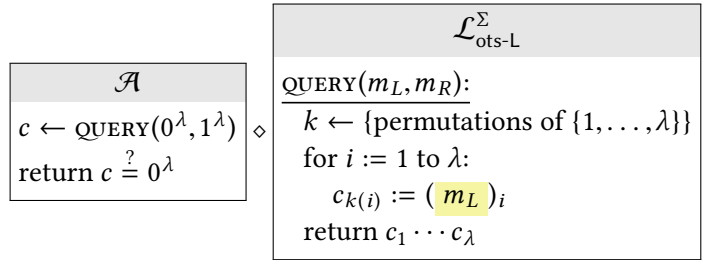 𝒜
c ← QUERY(0^λ, 1^λ)
return c ≟ 0^λ
⋄
ℒ^Σ_ots-L
QUERY(m_L, m_R):
k ← {permutations of {1, . . . , λ}}
for i := 1 to λ:
c_k(i) := ( m_L )_i
return c_1 · · · c_λ